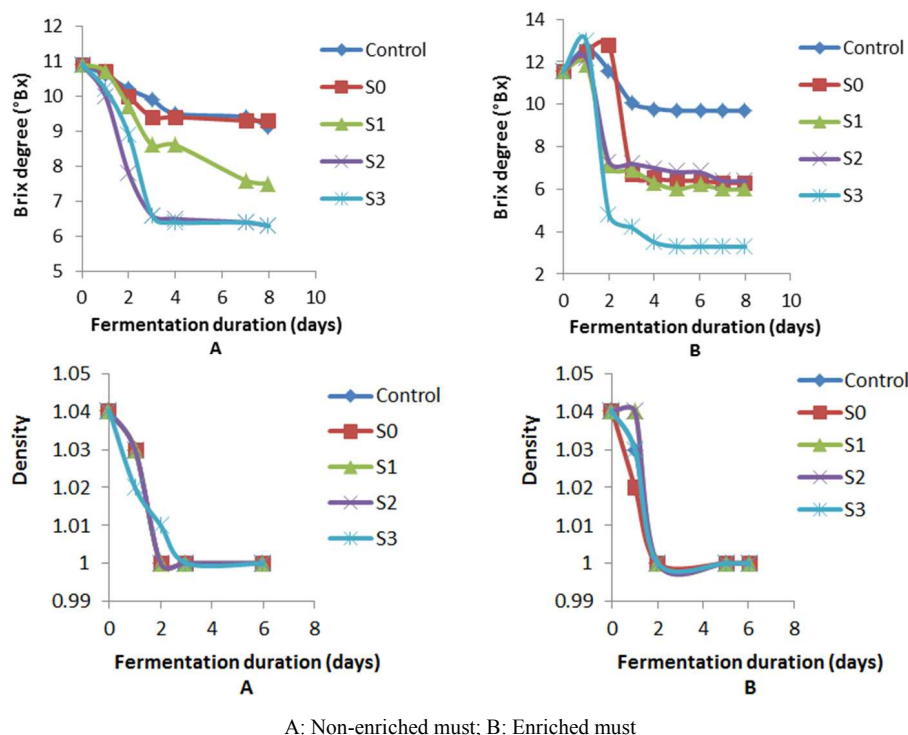 12
11
10
9
8
7
6
5
Brix degree (°Bx)
0 2 4 6 8 10
Fermentation duration (days)
A
Control
S0
S1
S2
S3
14
12
10
8
6
4
2
Brix degree (°Bx)
0 2 4 6 8 10
Fermentation duration (days)
B
Control
S0
S1
S2
S3
1.05
1.04
1.03
1.02
1.01
1
0.99
Density
0 2 4 6 8
Fermentation duration (days)
A
Control
S0
S1
S2
S3
1.05
1.04
1.03
1.02
1.01
1
0.99
Density
0 2 4 6 8
Fermentation duration (days)
B
Control
S0
S1
S2
S3
A: Non-enriched must; B: Enriched must